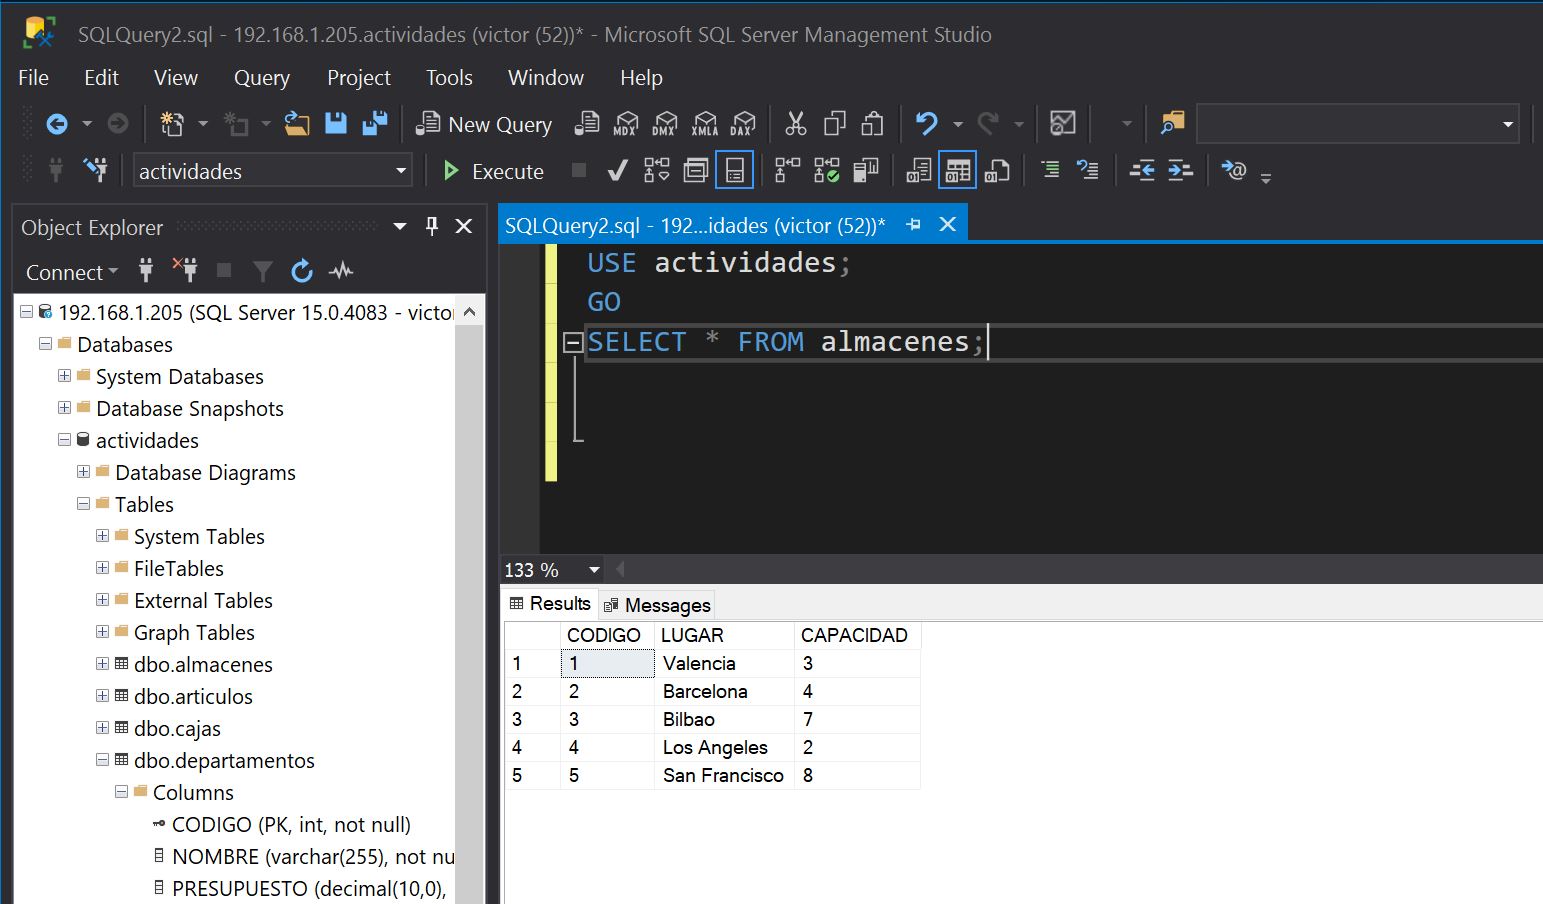 SQLQuery2.sql - 192.168.1.205.actividades (victor (52))* - Microsoft SQL Server Management Studio
File Edit View Query Project Tools Window Help
New Query MDX DMX XMLA DAX
actividades Execute
Object Explorer
Connect
192.168.1.205 (SQL Server 15.0.4083 - victo
Databases
System Databases
Database Snapshots
actividades
Database Diagrams
Tables
System Tables
FileTables
External Tables
Graph Tables
dbo.almacenes
dbo.articulos
dbo.cajas
dbo.departamentos
Columns
CODIGO (PK, int, not null)
NOMBRE (varchar(255), not nu
PRESUPUESTO (decimal(10,0),
SQLQuery2.sql - 192...idades (victor (52))*
USE actividades;
GO
SELECT * FROM almacenes;
133 %
Results Messages
CODIGO LUGAR CAPACIDAD
1 1 Valencia 3
2 2 Barcelona 4
3 3 Bilbao 7
4 4 Los Angeles 2
5 5 San Francisco 8